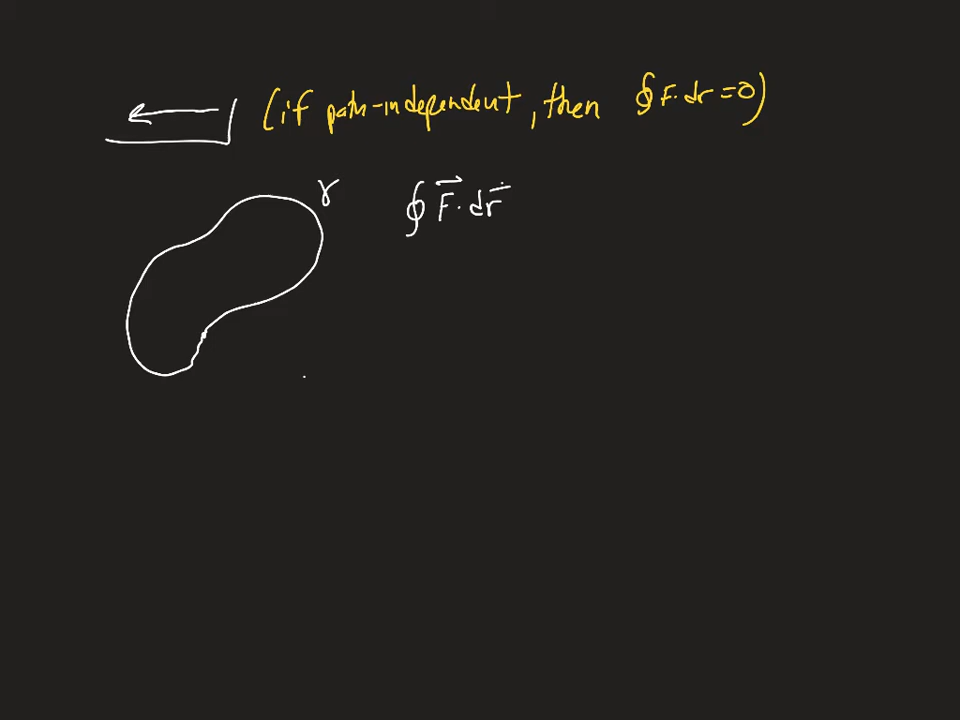 ← (if path-independent, then ∮ F · dr = 0)
γ ∮ F⃗ · dr⃗